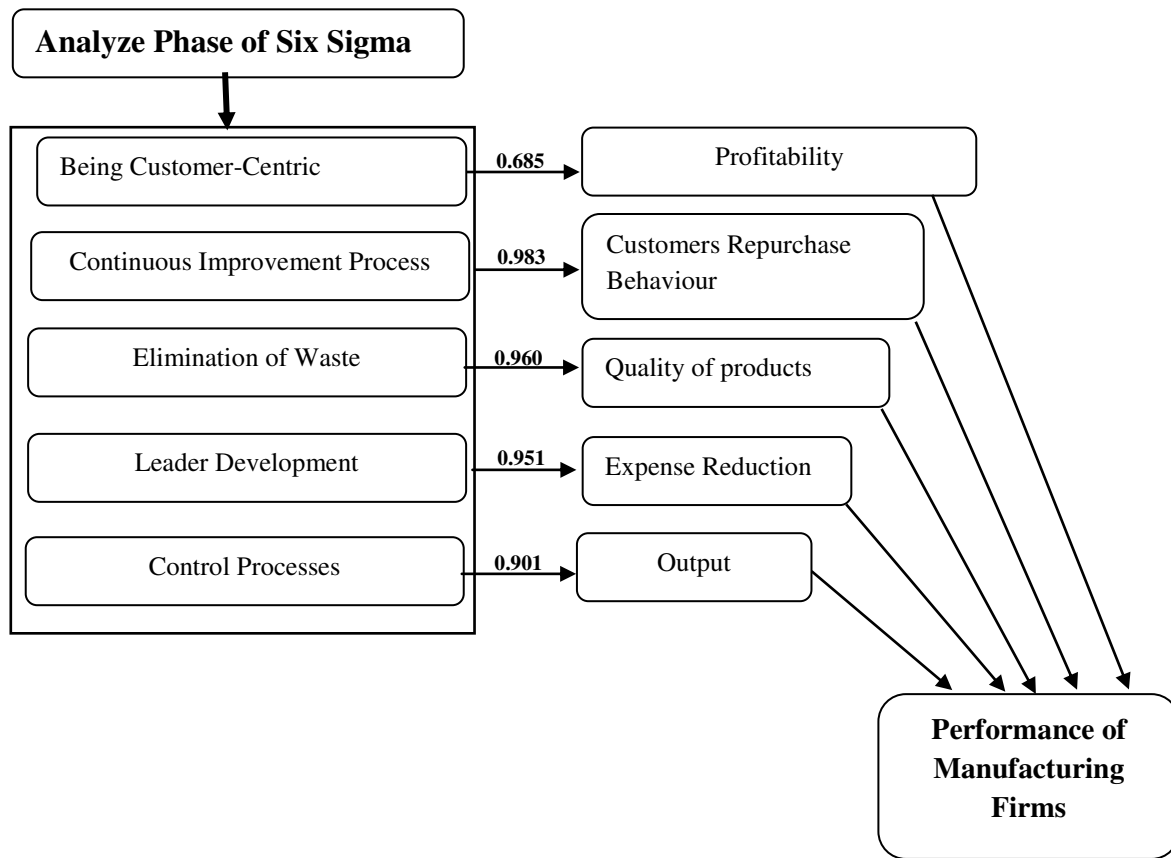 Analyze Phase of Six Sigma
Being Customer-Centric
0.685
Profitability
Continuous Improvement Process
0.983
Customers Repurchase
Behaviour
Elimination of Waste
0.960
Quality of products
Leader Development
0.951
Expense Reduction
Control Processes
0.901
Output
Performance of
Manufacturing
Firms